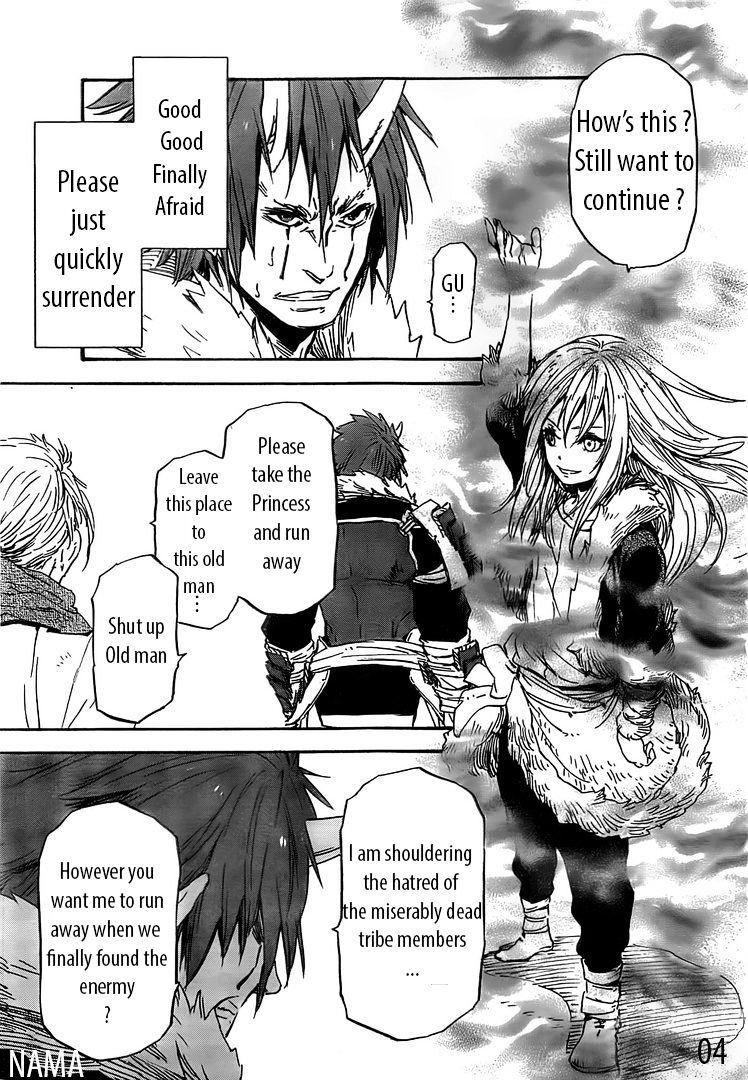 How's this ?
Still want to
continue ?
Good
Good
Finally
Afraid
Please
just
quickly
surrender
GU
...
Please
take the
Princess
and run
away
Leave
this place
to
this old
man
...
Shut up
Old man
I am shouldering
the hatred of
the miserably dead
tribe members
...
However you
want me to run
away when we
finally found the
enermy
?
NAMA
04